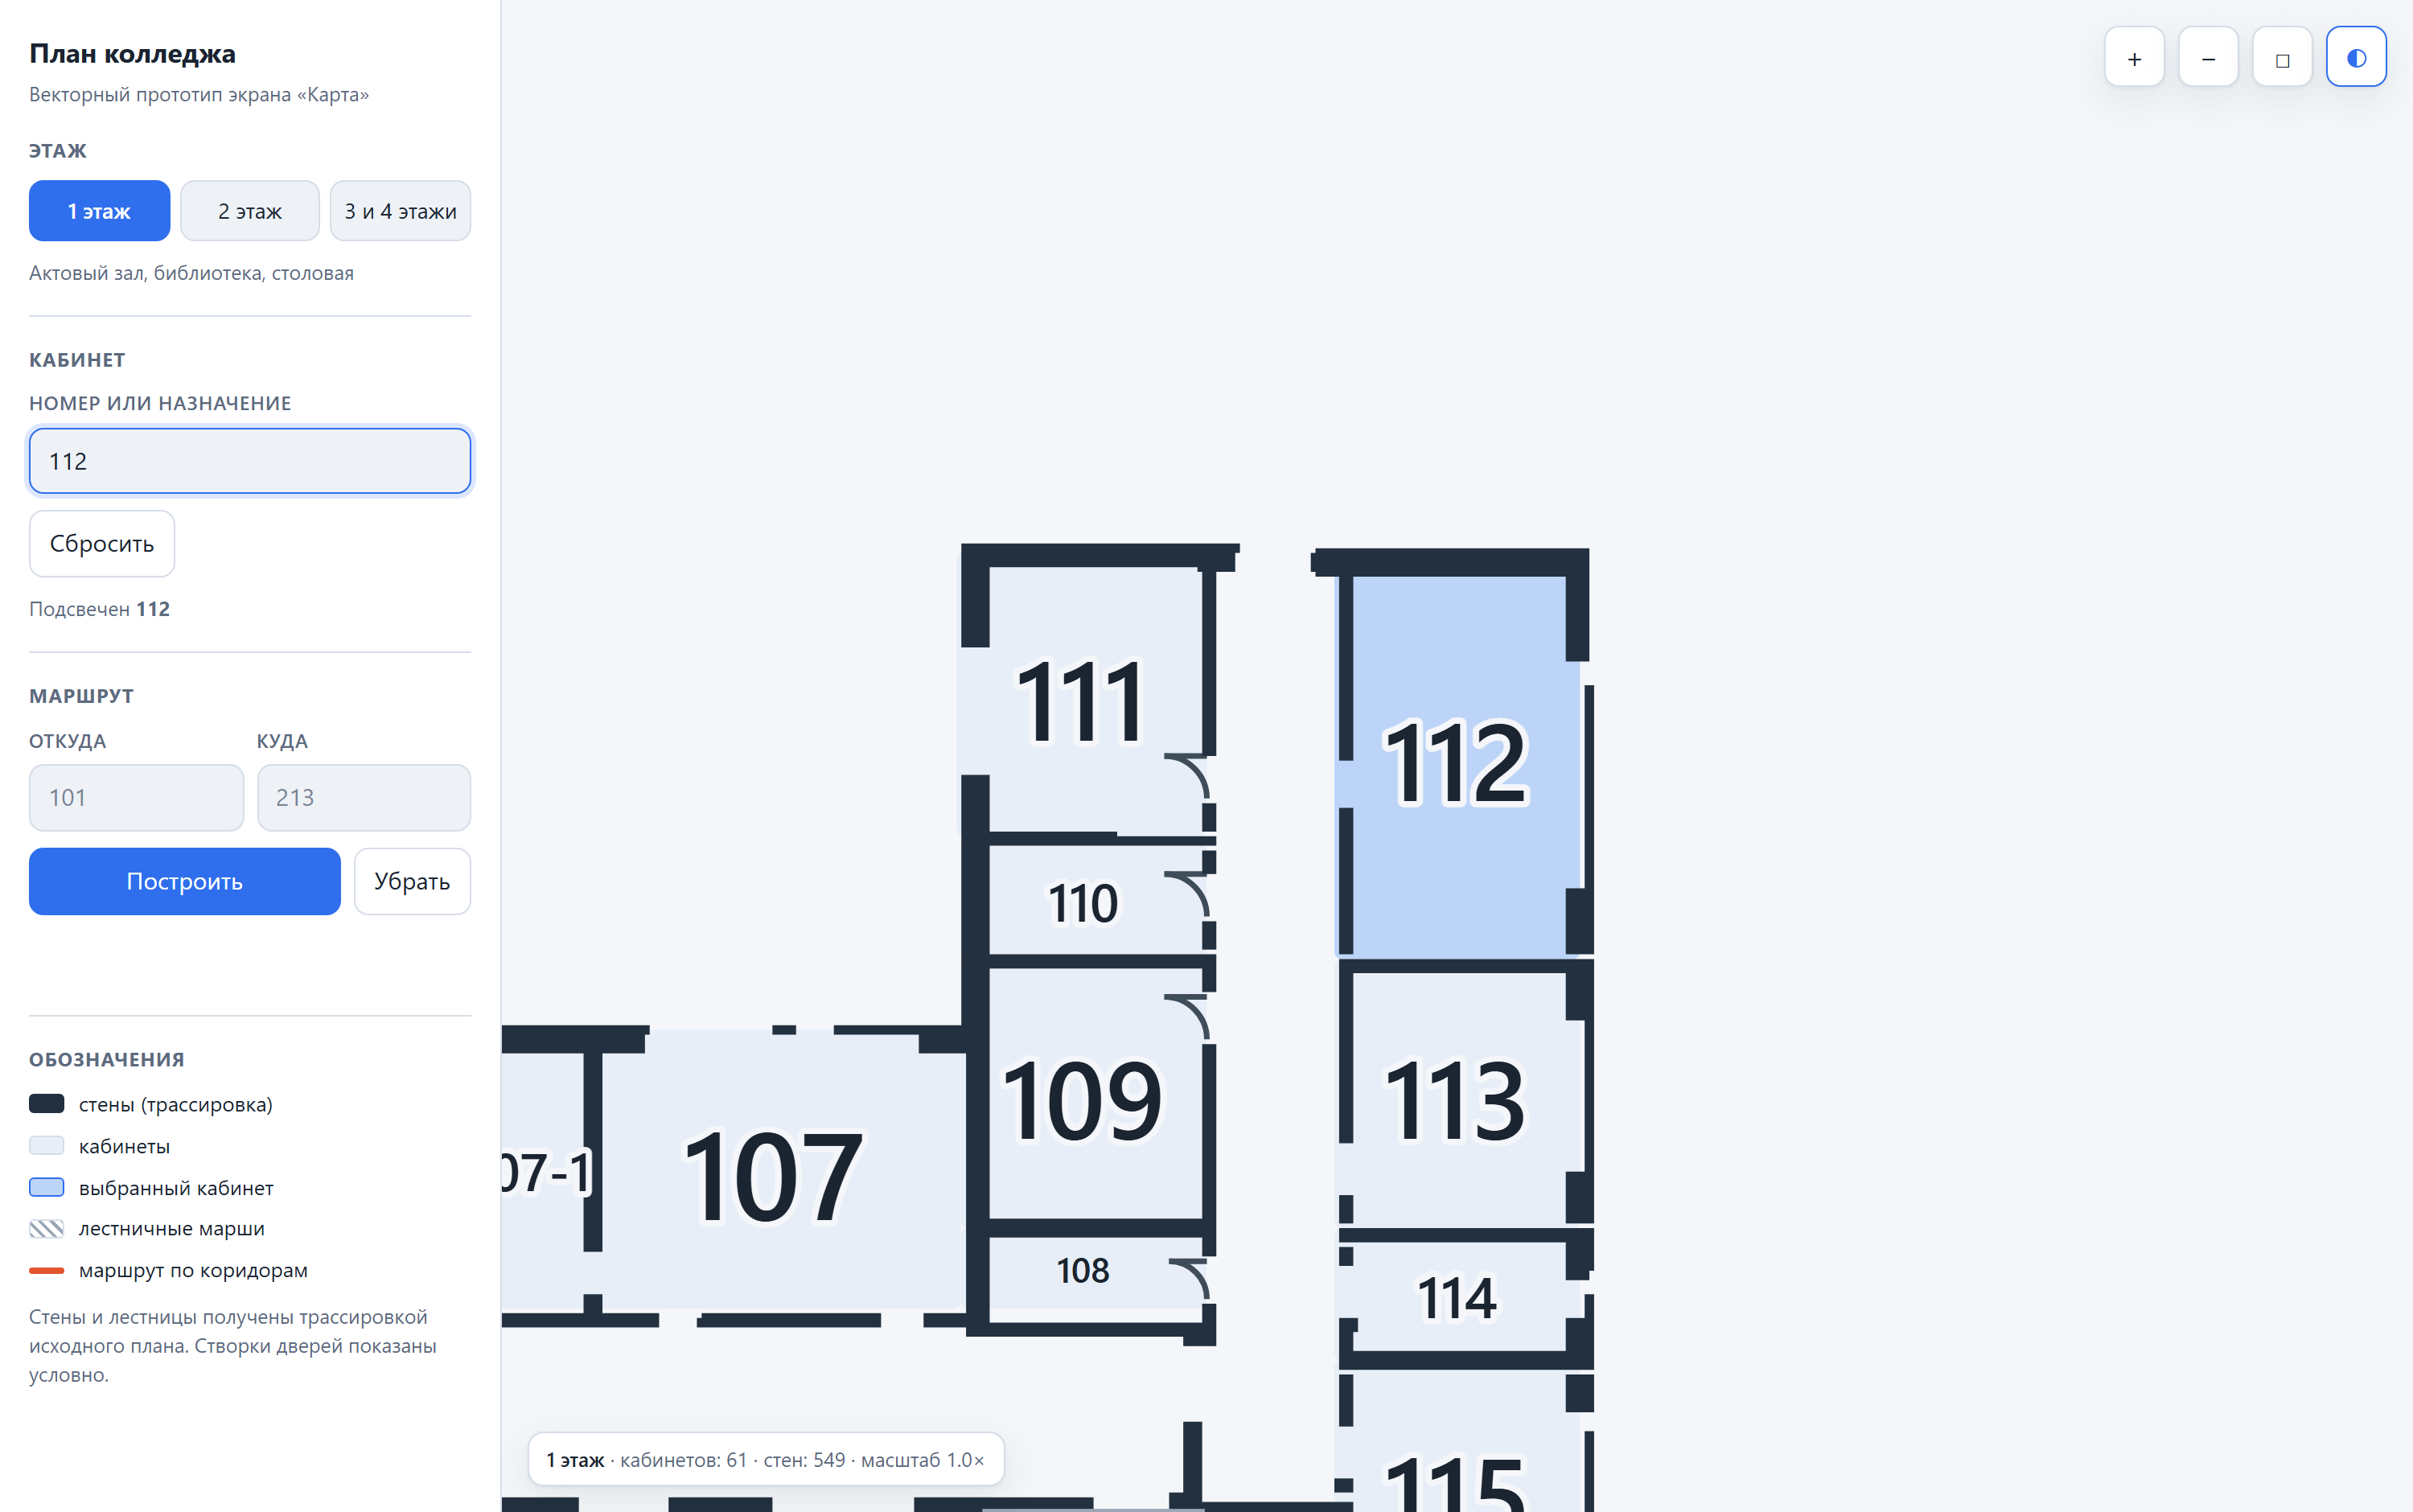 План колледжа
Векторный прототип экрана «Карта»
ЭТАЖ
1 этаж
2 этаж
3 и 4 этажи
Актовый зал, библиотека, столовая
КАБИНЕТ
НОМЕР ИЛИ НАЗНАЧЕНИЕ
112
Сбросить
Подсвечен 112
МАРШРУТ
ОТКУДА
КУДА
101
213
Построить
Убрать
ОБОЗНАЧЕНИЯ
стены (трассировка)
кабинеты
выбранный кабинет
лестничные марши
маршрут по коридорам
Стены и лестницы получены трассировкой
исходного плана. Створки дверей показаны
условно.
111
112
110
109
113
107
07-1
108
114
115
1 этаж · кабинетов: 61 · стен: 549 · масштаб 1.0×